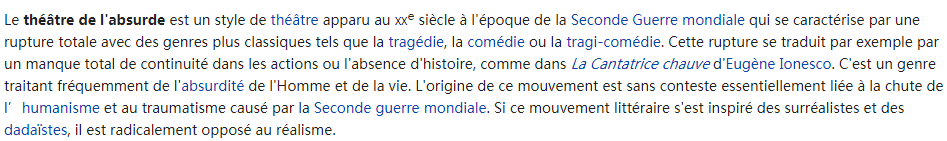 Le théâtre de l'absurde est un style de théâtre apparu au XXe siècle à l'époque de la Seconde Guerre mondiale qui se caractérise par une
rupture totale avec des genres plus classiques tels que la tragédie, la comédie ou la tragi-comédie. Cette rupture se traduit par exemple par
un manque total de continuité dans les actions ou l'absence d'histoire, comme dans La Cantatrice chauve d'Eugène Ionesco. C'est un genre
traitant fréquemment de l'absurdité de l'Homme et de la vie. L'origine de ce mouvement est sans conteste essentiellement liée à la chute de
l’humanisme et au traumatisme causé par la Seconde guerre mondiale. Si ce mouvement littéraire s'est inspiré des surréalistes et des
dadaïstes, il est radicalement opposé au réalisme.